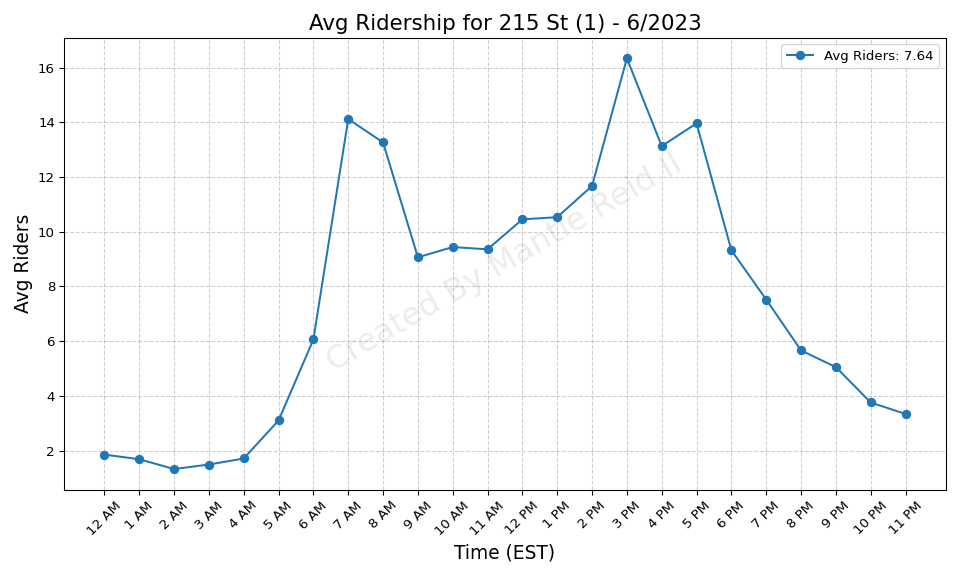 Avg Ridership for 215 St (1) - 6/2023
Avg Riders: 7.64
Avg Riders
16
14
12
10
8
6
4
2
Created By Mantle Reid II
12 AM
1 AM
2 AM
3 AM
4 AM
5 AM
6 AM
7 AM
8 AM
9 AM
10 AM
11 AM
12 PM
1 PM
2 PM
3 PM
4 PM
5 PM
6 PM
7 PM
8 PM
9 PM
10 PM
11 PM
Time (EST)